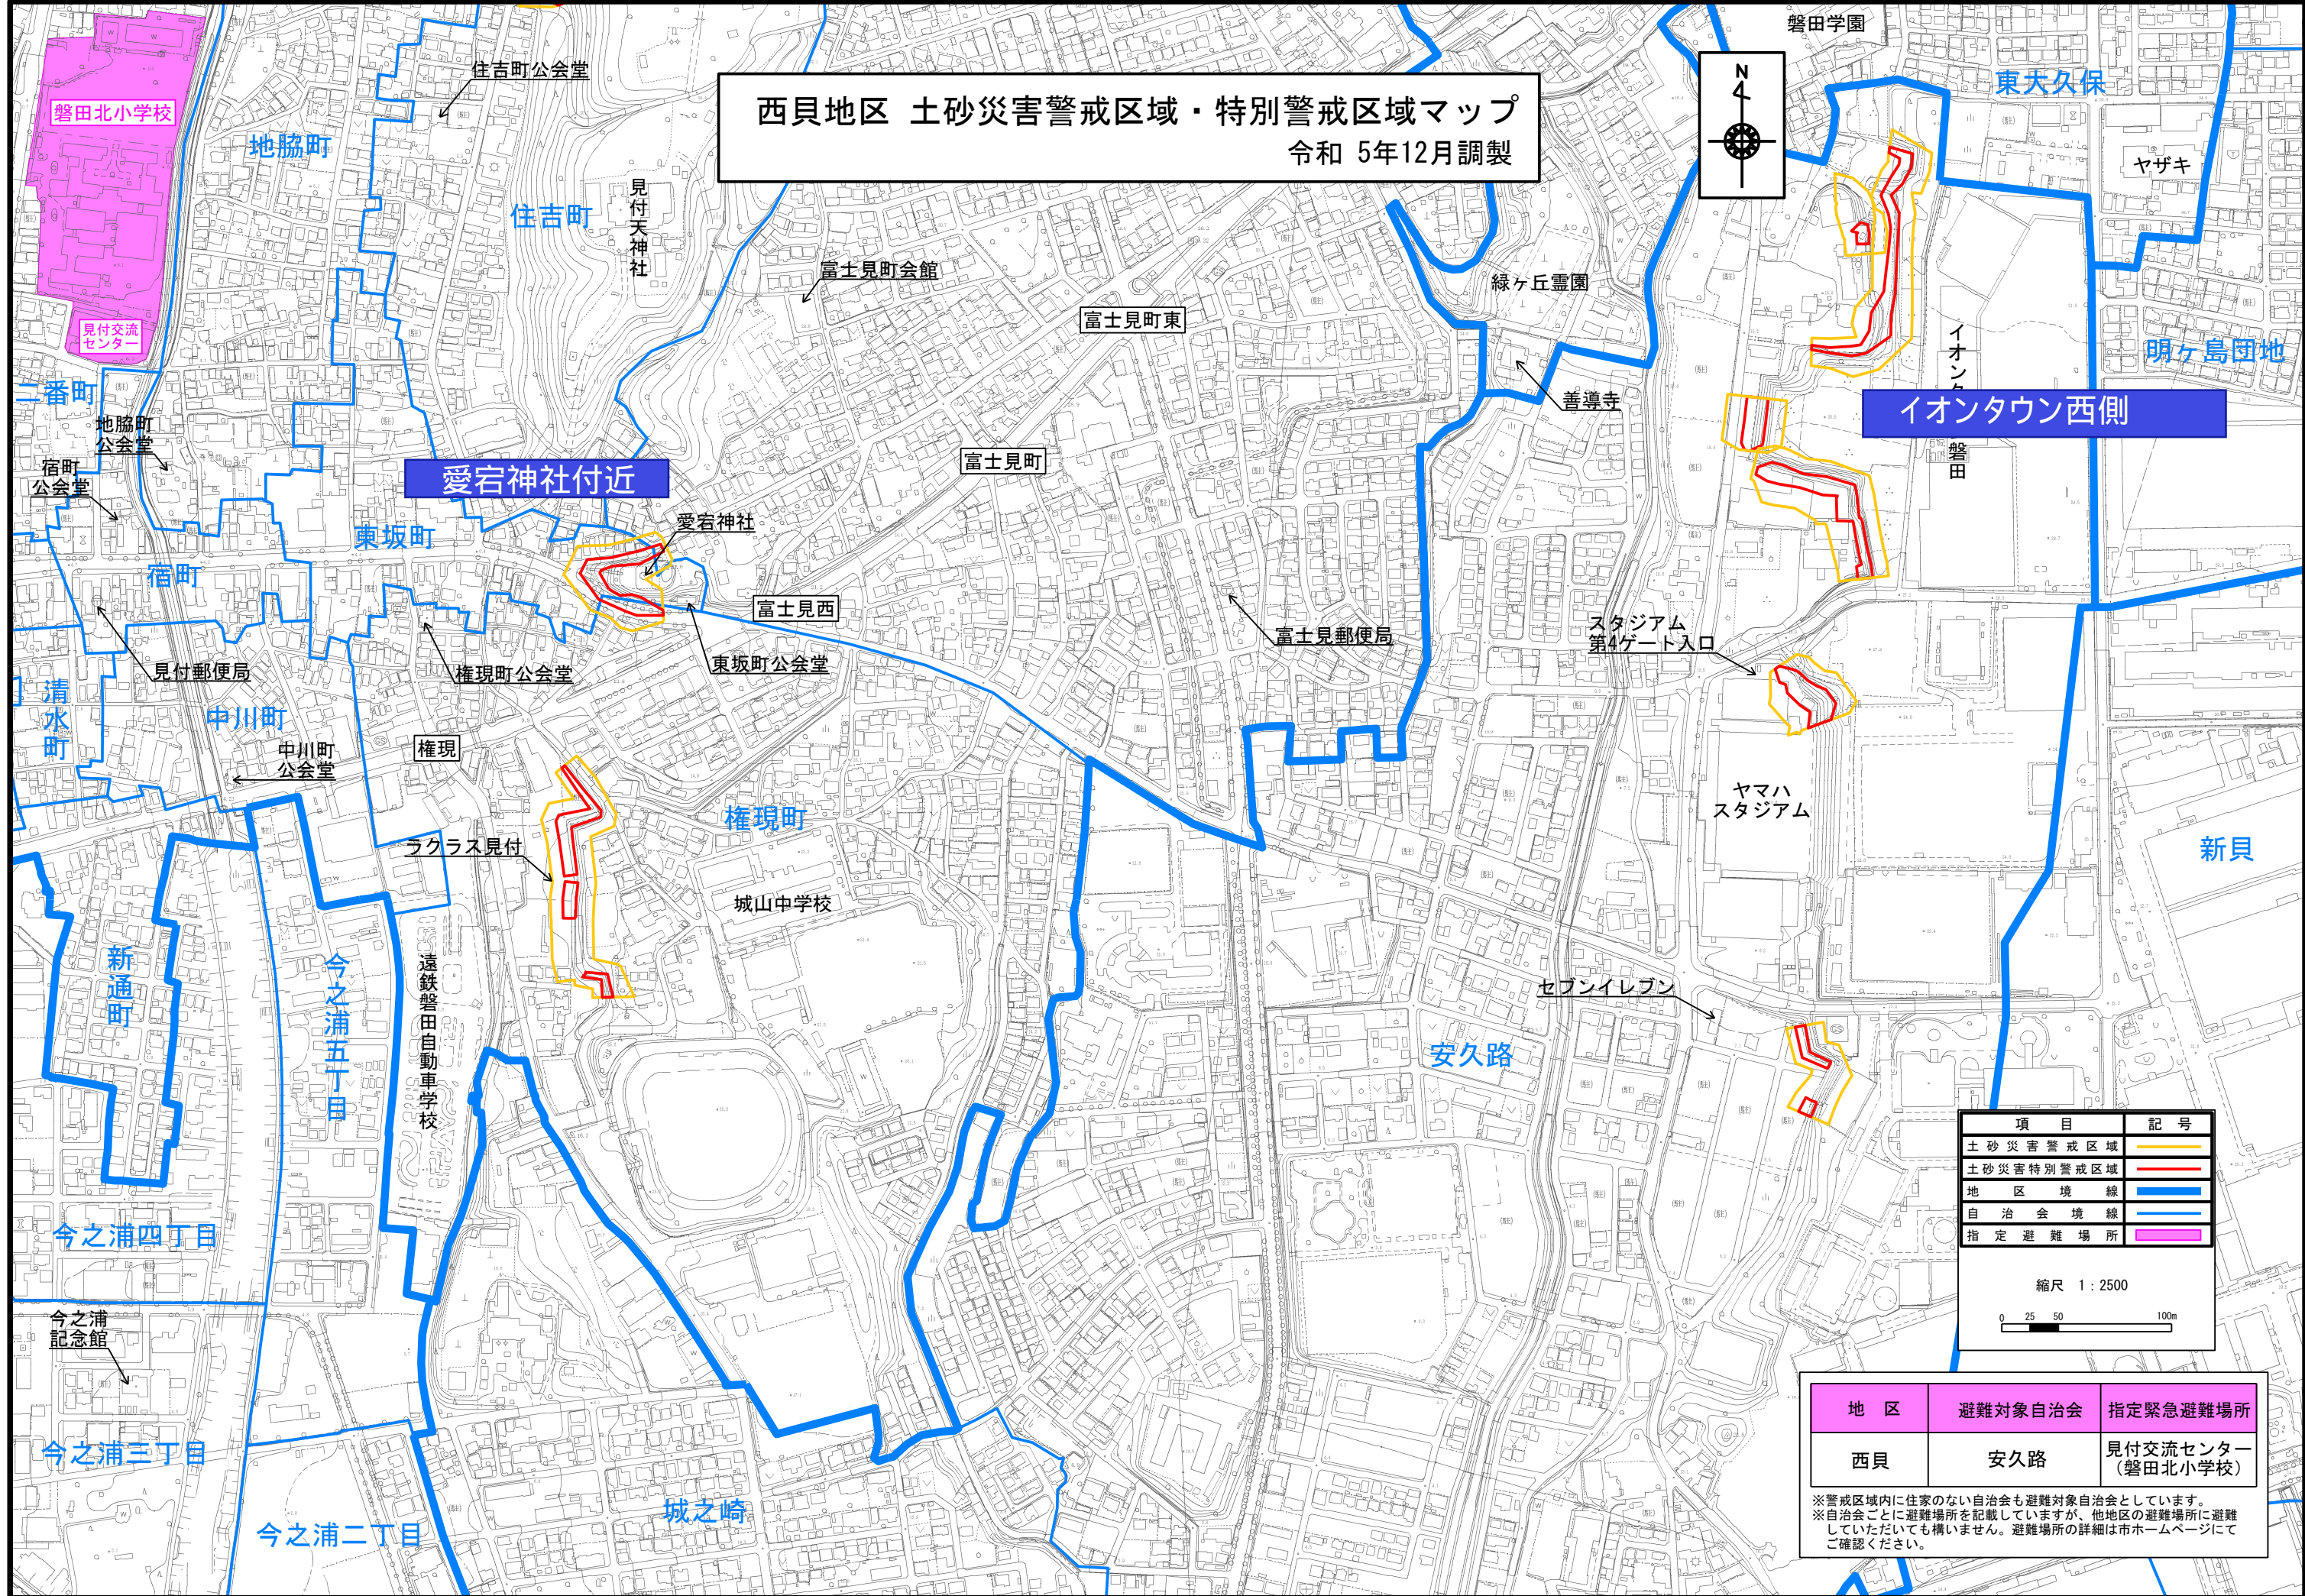 西貝地区 土砂災害警戒区域・特別警戒区域マップ
令和 5年12月調製
N
磐田学園
東大久保
ヤザキ
磐田北小学校
住吉町公会堂
地脇町
住吉町
見付天神社
富士見町会館
富士見町東
緑ヶ丘霊園
見付交流
センター
二番町
地脇町
公会堂
宿町
公会堂
善導寺
明ヶ島団地
イオンタ
イオンタウン西側
磐田
富士見町
愛宕神社付近
愛宕神社
東坂町
宿町
富士見西
富士見郵便局
スタジアム
第4ゲート入口
見付郵便局
権現町公会堂
東坂町公会堂
清水町
中川町
中川町
公会堂
権現
権現町
ヤマハ
スタジアム
新貝
ラクラス見付
城山中学校
新通町
今之浦五丁目
遠鉄磐田自動車学校
セブンイレブン
安久路
今之浦四丁目
今之浦
記念館
今之浦三丁目
今之浦二丁目
城之崎
項 目 記 号
土砂災害警戒区域
土砂災害特別警戒区域
地区境線
自治会境線
指定避難場所
縮尺 1:2500
0 25 50 100m
地 区 避難対象自治会 指定緊急避難場所
西貝 安久路 見付交流センター
(磐田北小学校)
※警戒区域内に住家のない自治会も避難対象自治会としています。
※自治会ごとに避難場所を記載していますが、他地区の避難場所に避難
していただいても構いません。避難場所の詳細は市ホームページにて
ご確認ください。